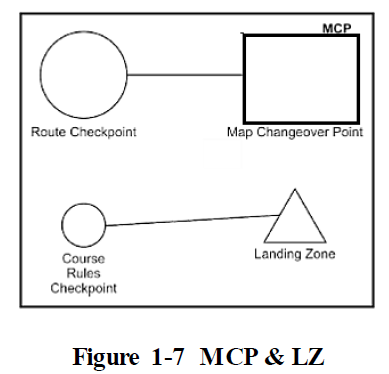 MCP
Route Checkpoint
Map Changeover Point
Course
Rules
Checkpoint
Landing Zone
Figure 1-7 MCP & LZ